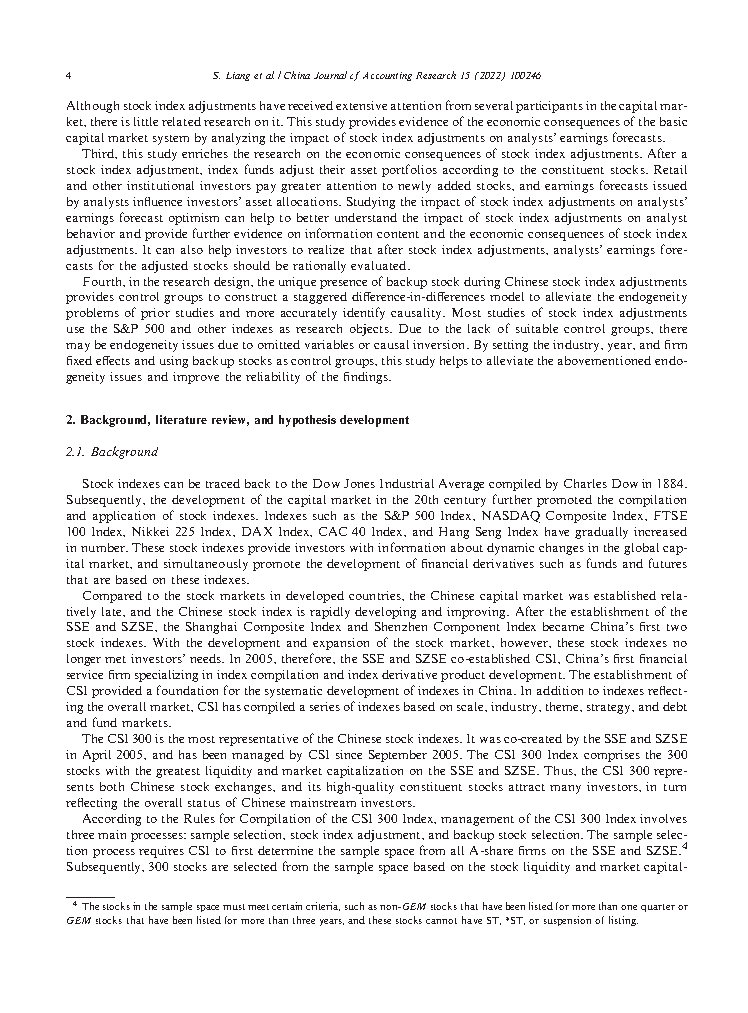 4
S. Liang et al. / China Journal of Accounting Research 15 (2022) 100246
Although stock index adjustments have received extensive attention from several participants in the capital mar-
ket, there is little related research on it. This study provides evidence of the economic consequences of the basic
capital market system by analyzing the impact of stock index adjustments on analysts' earnings forecasts.
Third, this study enriches the research on the economic consequences of stock index adjustments. After a
stock index adjustment, index funds adjust their asset portfolios according to the constituent stocks. Retail
and other institutional investors pay greater attention to newly added stocks, and earnings forecasts issued
by analysts influence investors' asset allocations. Studying the impact of stock index adjustments on analysts'
earnings forecast optimism can help to better understand the impact of stock index adjustments on analyst
behavior and provide further evidence on information content and the economic consequences of stock index
adjustments. It can also help investors to realize that after stock index adjustments, analysts' earnings fore-
casts for the adjusted stocks should be rationally evaluated.
Fourth, in the research design, the unique presence of backup stock during Chinese stock index adjustments
provides control groups to construct a staggered difference-in-differences model to alleviate the endogeneity
problems of prior studies and more accurately identify causality. Most studies of stock index adjustments
use the S&P 500 and other indexes as research objects. Due to the lack of suitable control groups, there
may be endogeneity issues due to omitted variables or causal inversion. By setting the industry, year, and firm
fixed effects and using backup stocks as control groups, this study helps to alleviate the abovementioned endo-
geneity issues and improve the reliability of the findings.
2. Background, literature review, and hypothesis development
2.1. Background
Stock indexes can be traced back to the Dow Jones Industrial Average compiled by Charles Dow in 1884.
Subsequently, the development of the capital market in the 20th century further promoted the compilation
and application of stock indexes. Indexes such as the S&P 500 Index, NASDAQ Composite Index, FTSE
100 Index, Nikkei 225 Index, DAX Index, CAC 40 Index, and Hang Seng Index have gradually increased
in number. These stock indexes provide investors with information about dynamic changes in the global cap-
ital market, and simultaneously promote the development of financial derivatives such as funds and futures
that are based on these indexes.
Compared to the stock markets in developed countries, the Chinese capital market was established rela-
tively late, and the Chinese stock index is rapidly developing and improving. After the establishment of the
SSE and SZSE, the Shanghai Composite Index and Shenzhen Component Index became China's first two
stock indexes. With the development and expansion of the stock market, however, these stock indexes no
longer met investors' needs. In 2005, therefore, the SSE and SZSE co-established CSI, China's first financial
service firm specializing in index compilation and index derivative product development. The establishment of
CSI provided a foundation for the systematic development of indexes in China. In addition to indexes reflect-
ing the overall market, CSI has compiled a series of indexes based on scale, industry, theme, strategy, and debt
and fund markets.
The CSI 300 is the most representative of the Chinese stock indexes. It was co-created by the SSE and SZSE
in April 2005, and has been managed by CSI since September 2005. The CSI 300 Index comprises the 300
stocks with the greatest liquidity and market capitalization on the SSE and SZSE. Thus, the CSI 300 repre-
sents both Chinese stock exchanges, and its high-quality constituent stocks attract many investors, in turn
reflecting the overall status of Chinese mainstream investors.
According to the Rules for Compilation of the CSI 300 Index, management of the CSI 300 Index involves
three main processes: sample selection, stock index adjustment, and backup stock selection. The sample selec-
tion process requires CSI to first determine the sample space from all A-share firms on the SSE and SZSE.4
Subsequently, 300 stocks are selected from the sample space based on the stock liquidity and market capital-
4 The stocks in the sample space must meet certain criteria, such as non-GEM stocks that have been listed for more than one quarter or
GEM stocks that have been listed for more than three years, and these stocks cannot have ST, *ST, or suspension of listing.